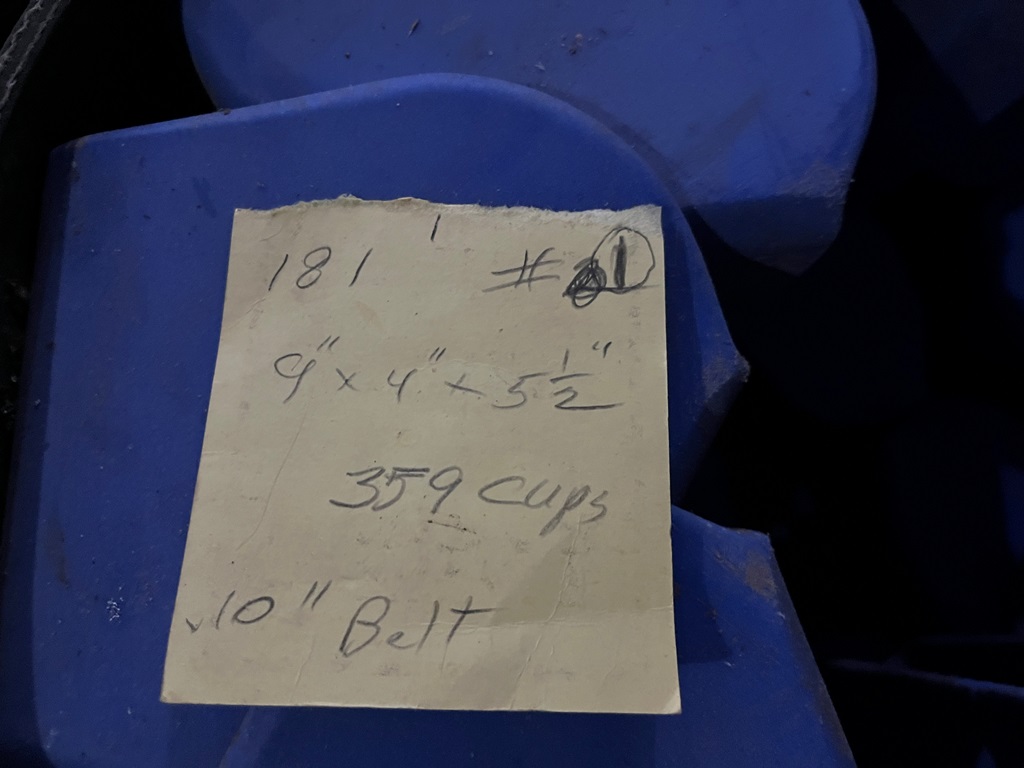 181' #1
9" x 4" x 5 1/2"
359 cups
10" Belt